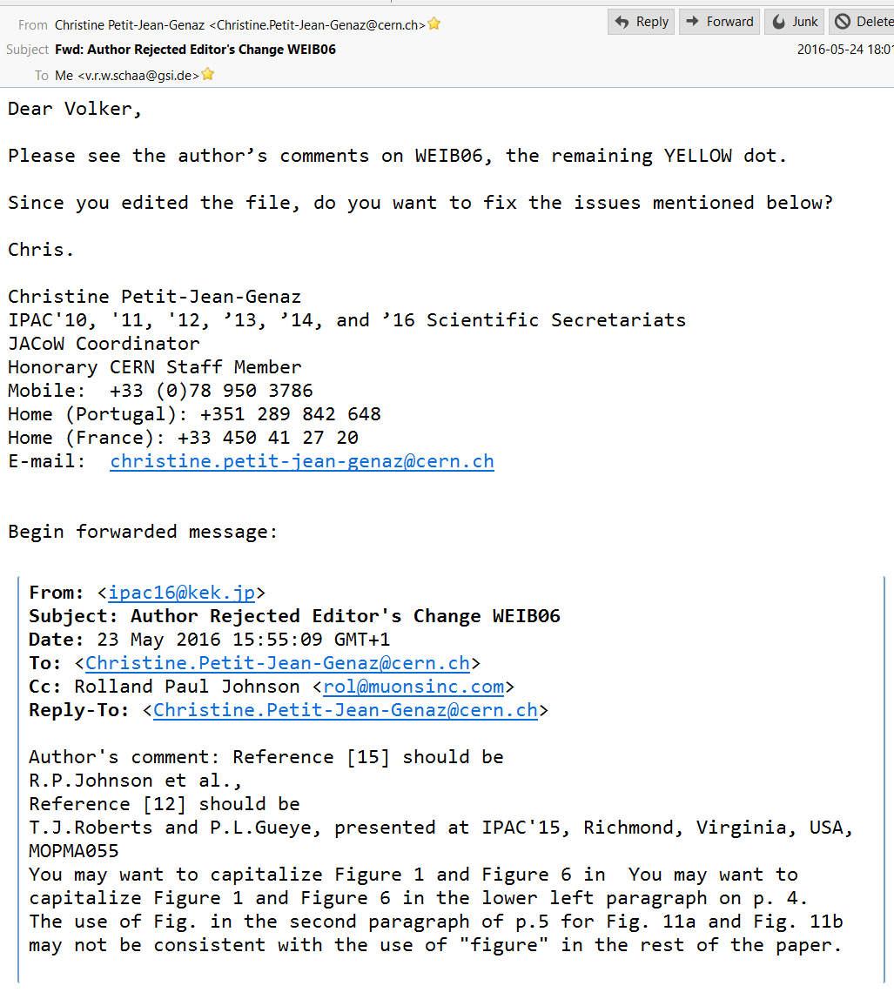 From Christine Petit-Jean-Genaz <Christine.Petit-Jean-Genaz@cern.ch>
Reply Forward Junk Delete
Subject Fwd: Author Rejected Editor's Change WEIB06
2016-05-24 18:01
To Me <v.r.w.schaa@gsi.de>
Dear Volker,
Please see the author’s comments on WEIB06, the remaining YELLOW dot.
Since you edited the file, do you want to fix the issues mentioned below?
Chris.
Christine Petit-Jean-Genaz
IPAC'10, '11, '12, ’13, ’14, and ’16 Scientific Secretariats
JACoW Coordinator
Honorary CERN Staff Member
Mobile: +33 (0)78 950 3786
Home (Portugal): +351 289 842 648
Home (France): +33 450 41 27 20
E-mail: christine.petit-jean-genaz@cern.ch
Begin forwarded message:
From: <ipac16@kek.jp>
Subject: Author Rejected Editor's Change WEIB06
Date: 23 May 2016 15:55:09 GMT+1
To: <Christine.Petit-Jean-Genaz@cern.ch>
Cc: Rolland Paul Johnson <rol@muonsinc.com>
Reply-To: <Christine.Petit-Jean-Genaz@cern.ch>
Author's comment: Reference [15] should be
R.P.Johnson et al.,
Reference [12] should be
T.J.Roberts and P.L.Gueye, presented at IPAC'15, Richmond, Virginia, USA,
MOPMA055
You may want to capitalize Figure 1 and Figure 6 in You may want to
capitalize Figure 1 and Figure 6 in the lower left paragraph on p. 4.
The use of Fig. in the second paragraph of p.5 for Fig. 11a and Fig. 11b
may not be consistent with the use of "figure" in the rest of the paper.